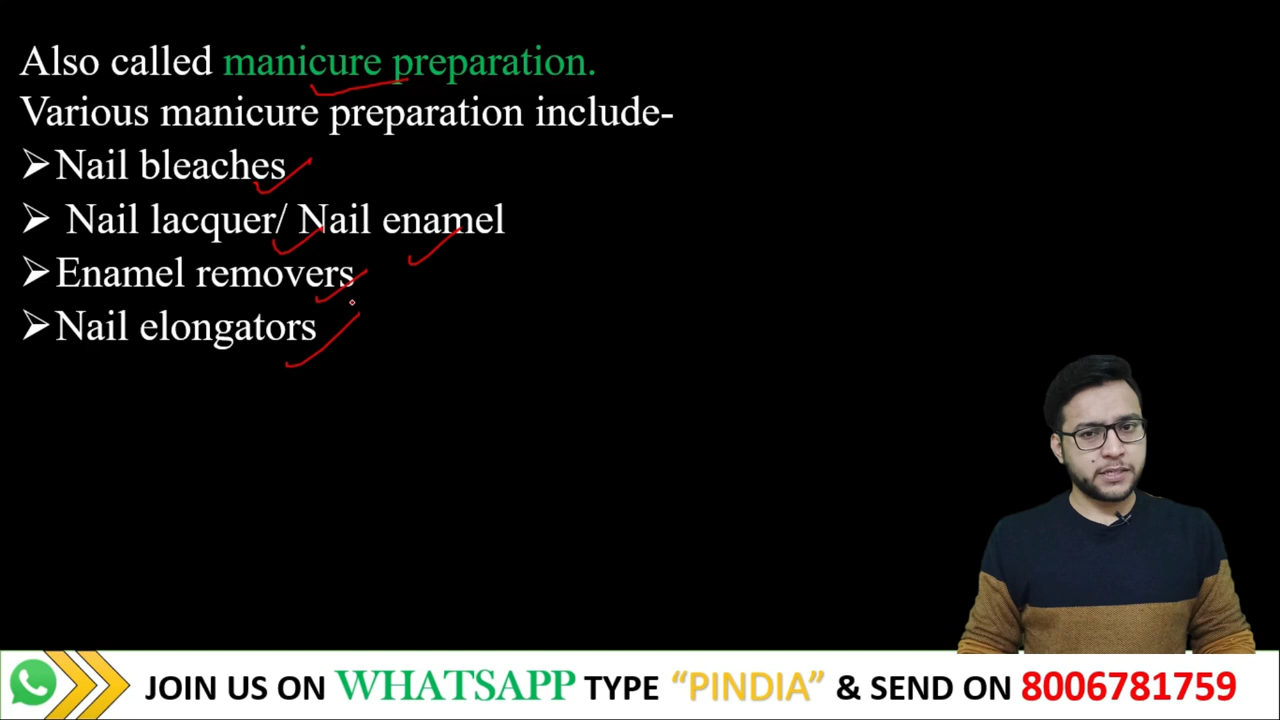 Also called manicure preparation.
Various manicure preparation include-
➢Nail bleaches
➢ Nail lacquer/ Nail enamel
➢Enamel removers
➢Nail elongators
JOIN US ON WHATSAPP TYPE “PINDIA” & SEND ON 8006781759